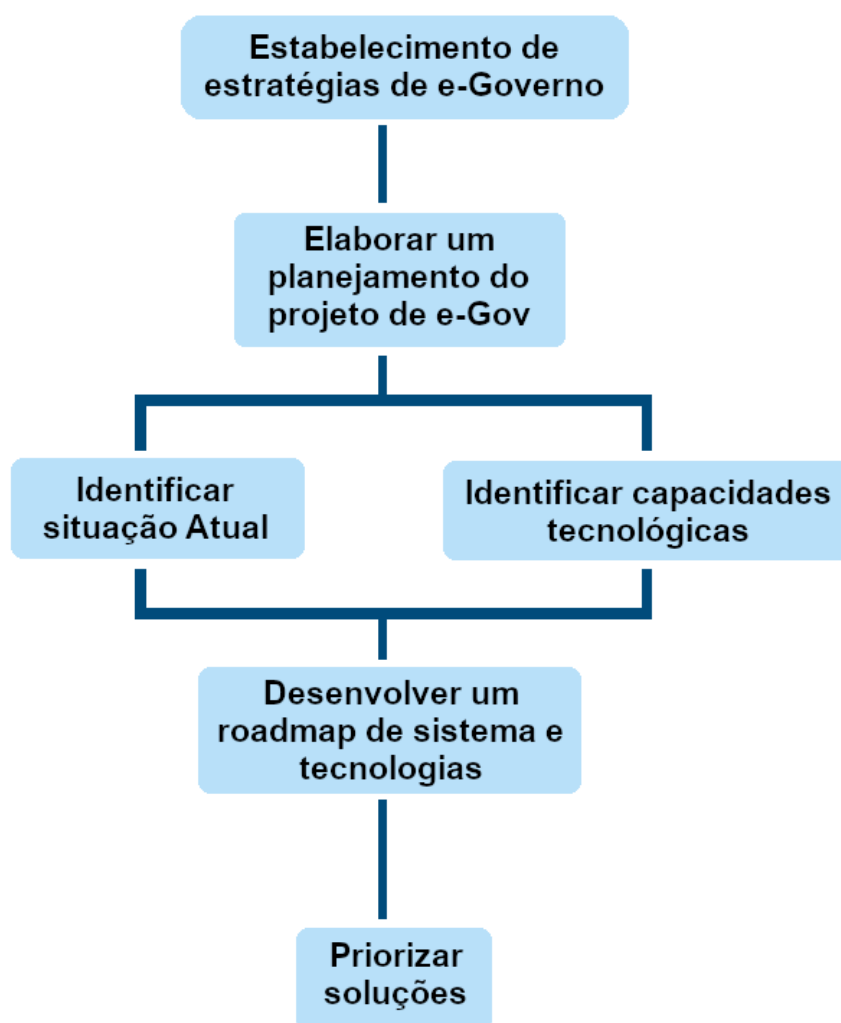 Estabelecimento de
estratégias de e-Governo
Elaborar um
planejamento do
projeto de e-Gov
Identificar
situação Atual
Identificar capacidades
tecnológicas
Desenvolver um
roadmap de sistema e
tecnologias
Priorizar
soluções